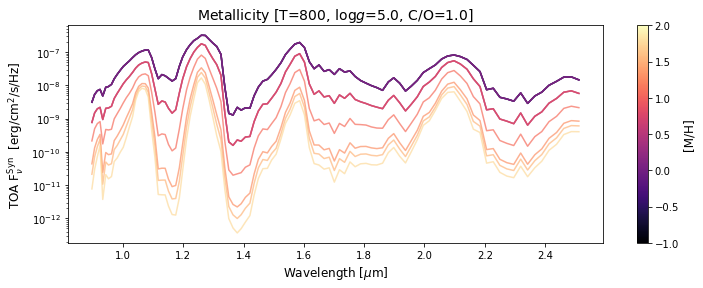 Metallicity [T=800, logg=5.0, C/O=1.0]
TOA F_ν^Syn [erg/cm²/s/Hz]
10⁻⁷
10⁻⁸
10⁻⁹
10⁻¹⁰
10⁻¹¹
10⁻¹²
1.0 1.2 1.4 1.6 1.8 2.0 2.2 2.4
Wavelength [μm]
2.0
1.5
1.0
0.5
0.0
−0.5
−1.0
[M/H]